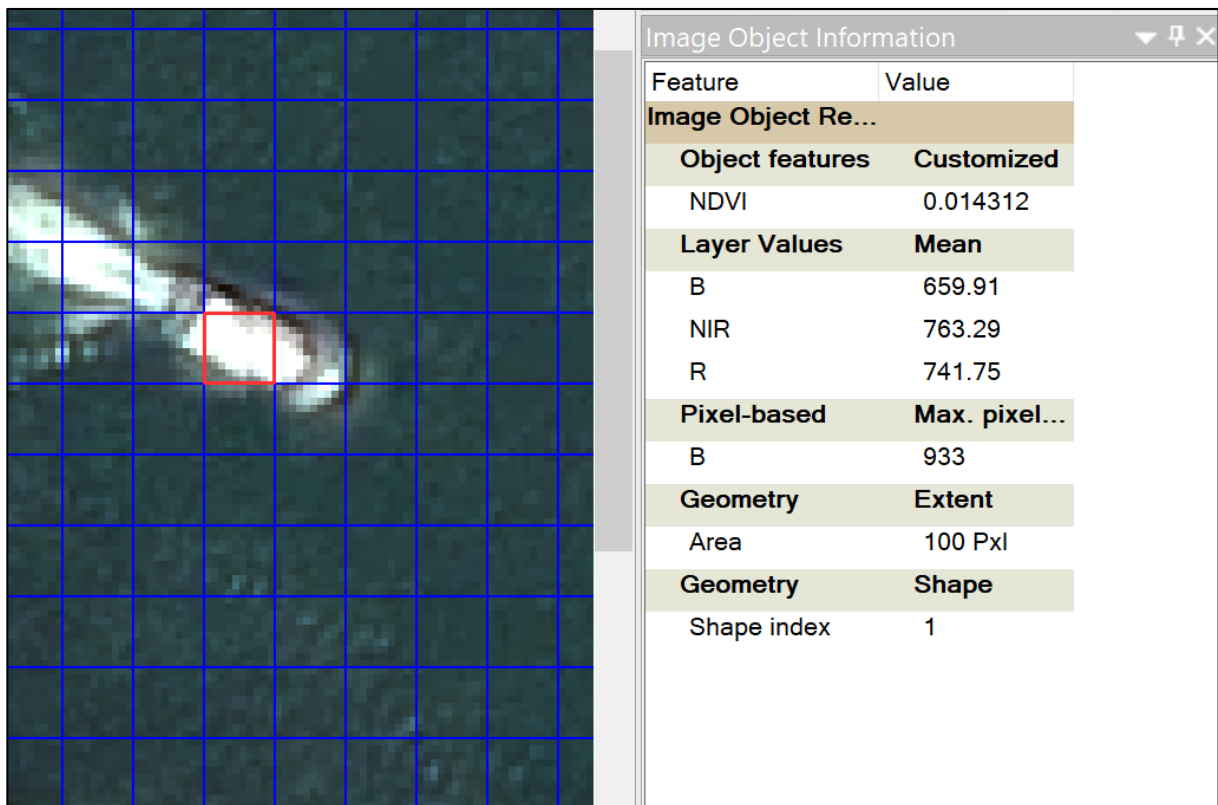 Image Object Information
Feature Value
Image Object Re...
Object features Customized
NDVI 0.014312
Layer Values Mean
B 659.91
NIR 763.29
R 741.75
Pixel-based Max. pixel...
B 933
Geometry Extent
Area 100 Pxl
Geometry Shape
Shape index 1